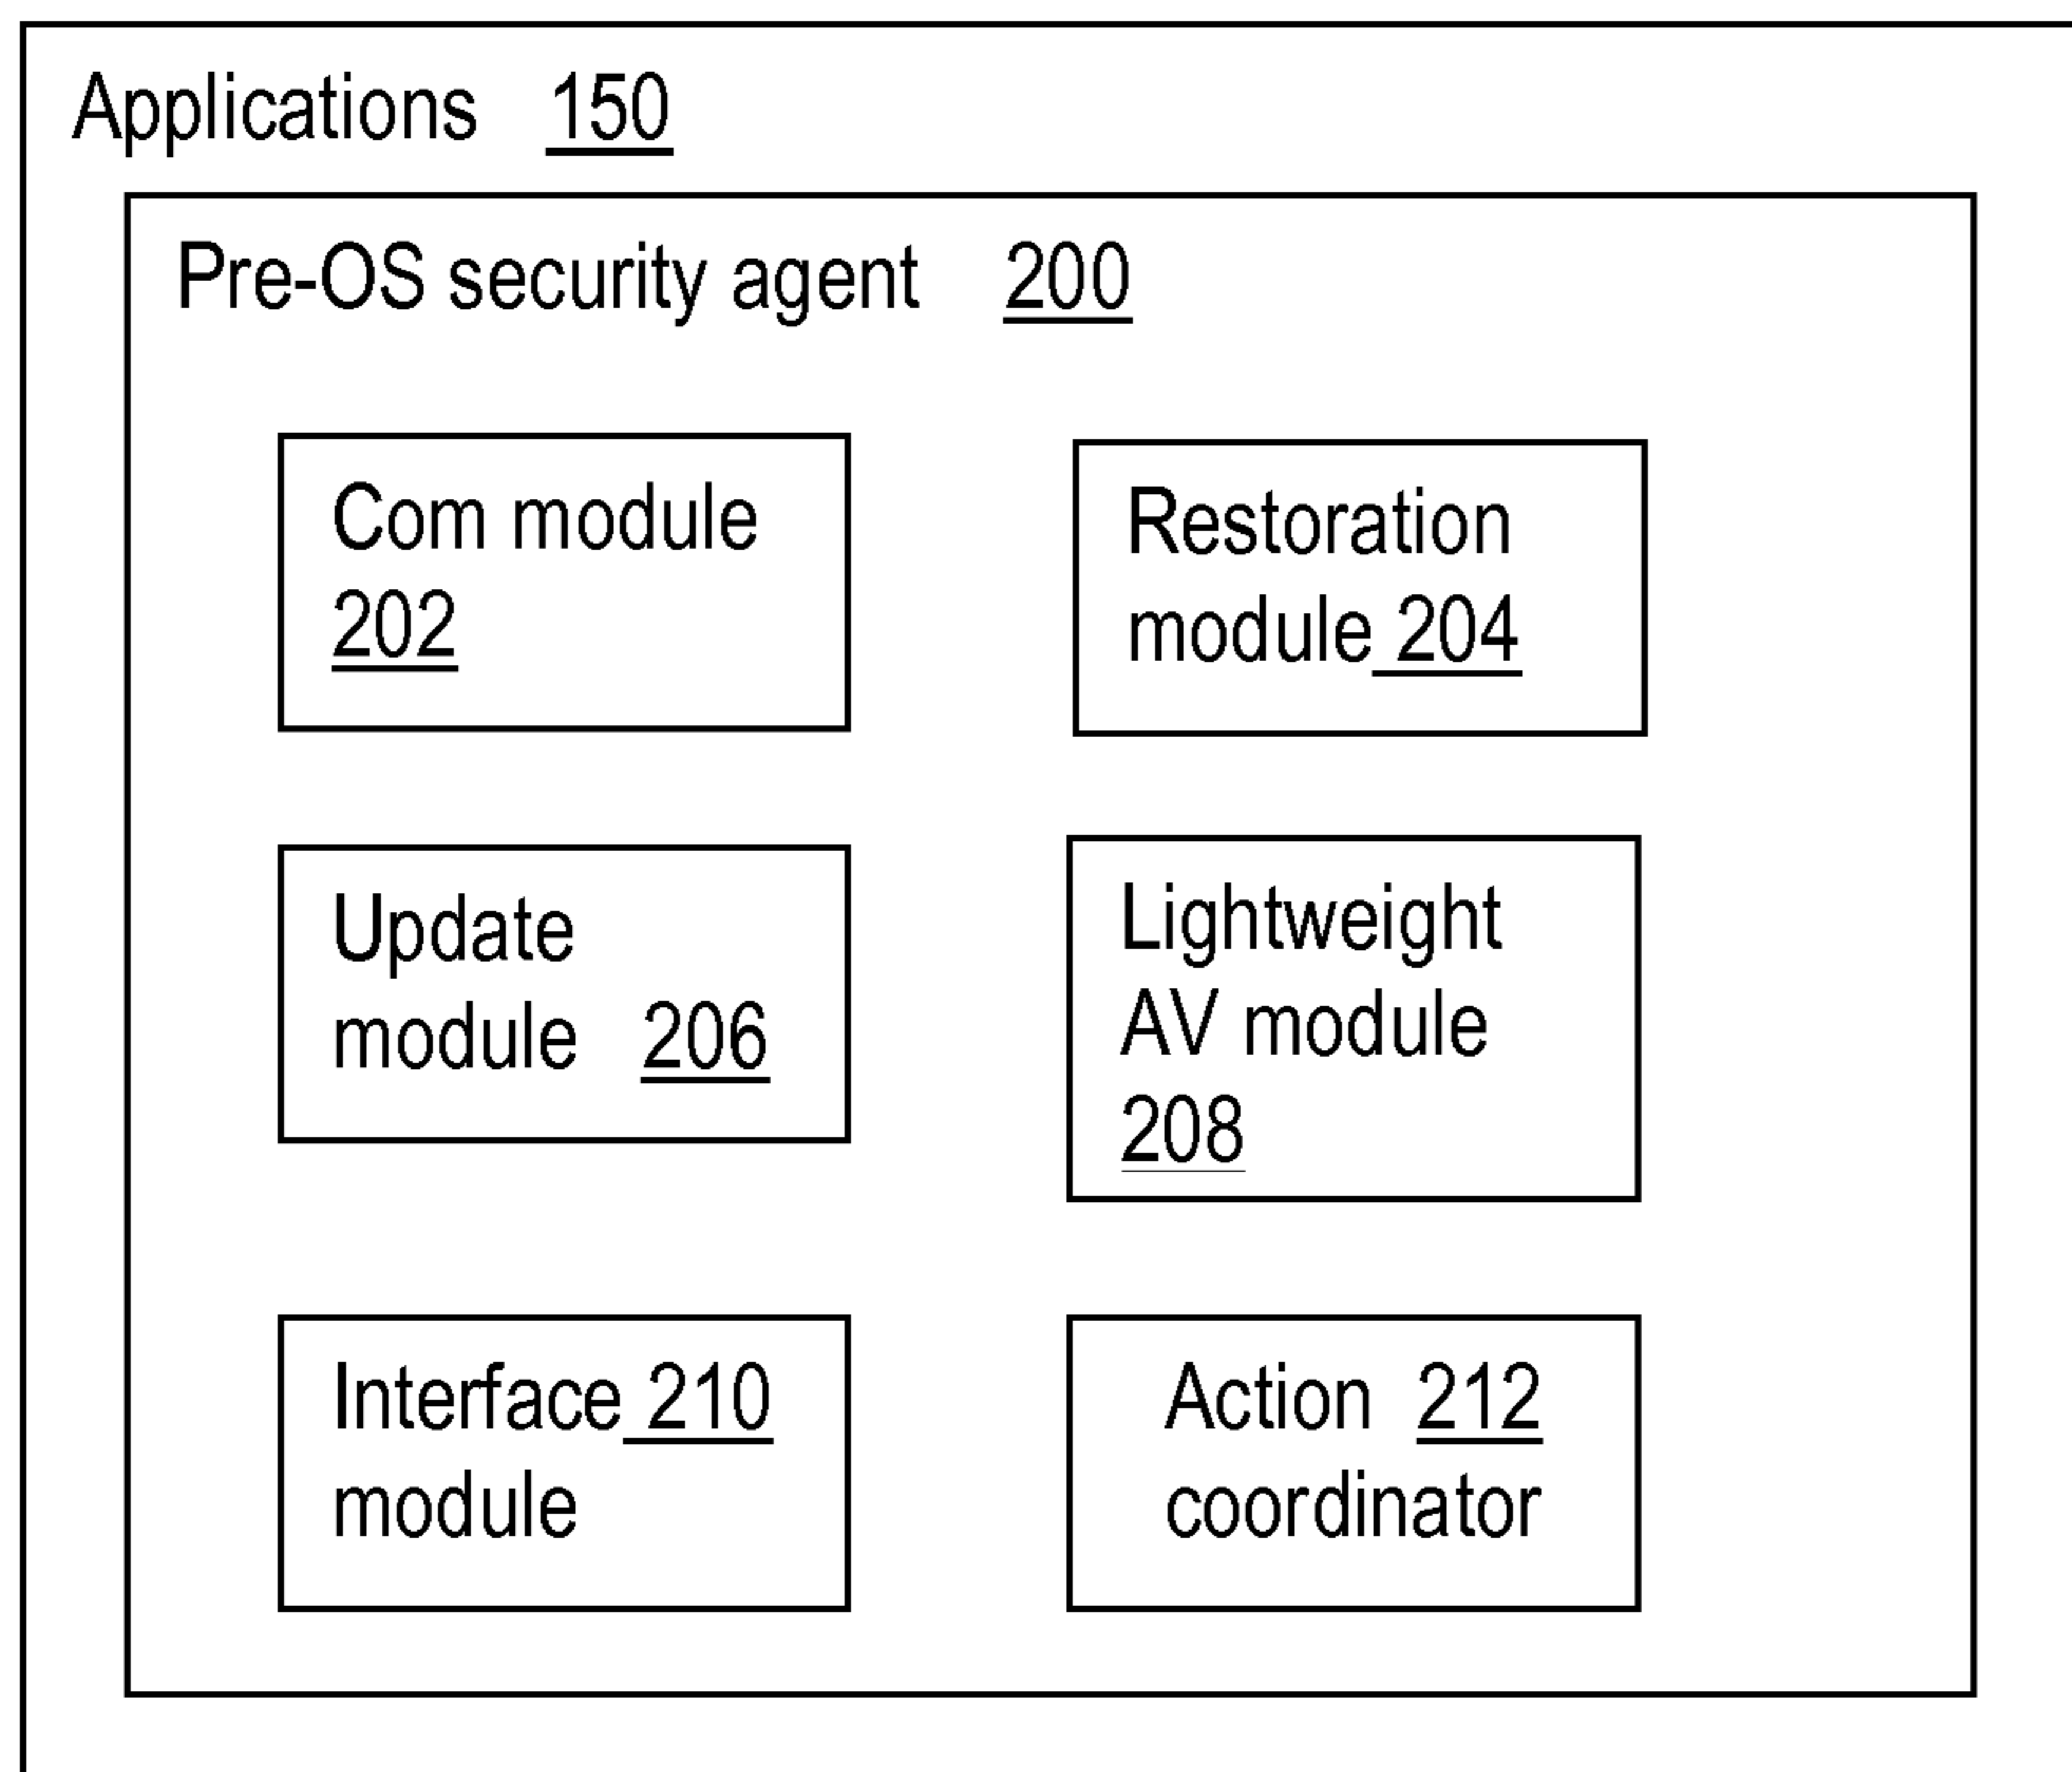 Applications 150
Pre-OS security agent 200
Com module
202
Restoration
module 204
Update
module 206
Lightweight
AV module
208
Interface 210
module
Action 212
coordinator